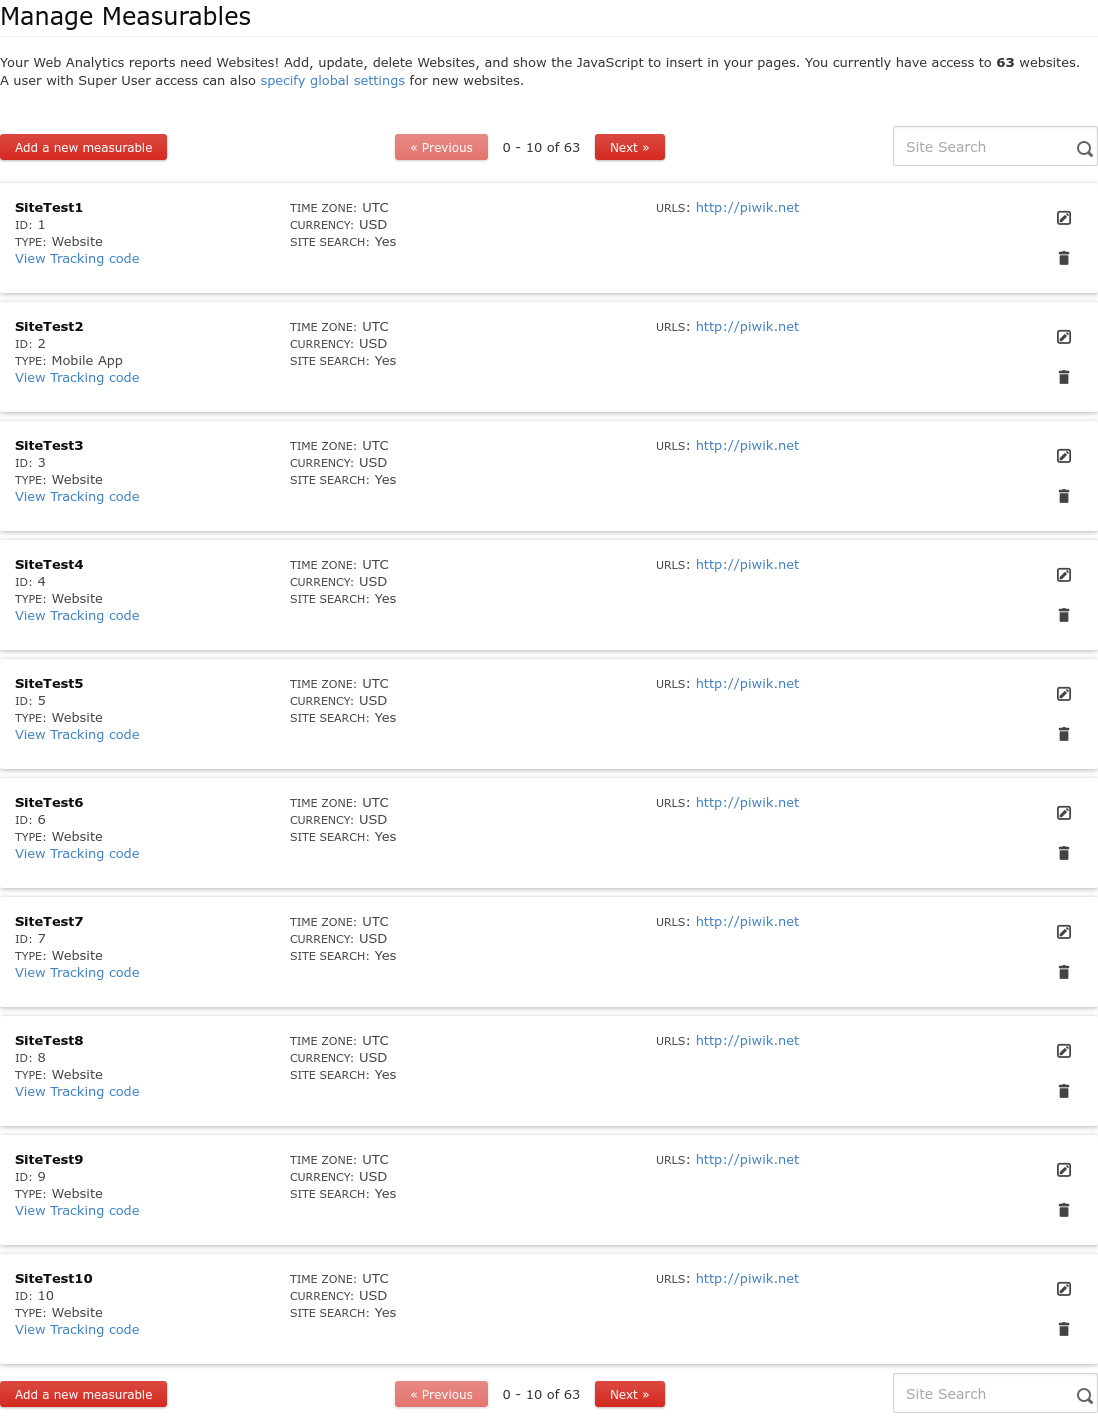 Manage Measurables
Your Web Analytics reports need Websites! Add, update, delete Websites, and show the JavaScript to insert in your pages. You currently have access to 63 websites.
A user with Super User access can also specify global settings for new websites.
Add a new measurable « Previous 0 - 10 of 63 Next » Site Search
SiteTest1 TIME ZONE: UTC URLS: http://piwik.net
ID: 1 CURRENCY: USD
TYPE: Website SITE SEARCH: Yes
View Tracking code
SiteTest2 TIME ZONE: UTC URLS: http://piwik.net
ID: 2 CURRENCY: USD
TYPE: Mobile App SITE SEARCH: Yes
View Tracking code
SiteTest3 TIME ZONE: UTC URLS: http://piwik.net
ID: 3 CURRENCY: USD
TYPE: Website SITE SEARCH: Yes
View Tracking code
SiteTest4 TIME ZONE: UTC URLS: http://piwik.net
ID: 4 CURRENCY: USD
TYPE: Website SITE SEARCH: Yes
View Tracking code
SiteTest5 TIME ZONE: UTC URLS: http://piwik.net
ID: 5 CURRENCY: USD
TYPE: Website SITE SEARCH: Yes
View Tracking code
SiteTest6 TIME ZONE: UTC URLS: http://piwik.net
ID: 6 CURRENCY: USD
TYPE: Website SITE SEARCH: Yes
View Tracking code
SiteTest7 TIME ZONE: UTC URLS: http://piwik.net
ID: 7 CURRENCY: USD
TYPE: Website SITE SEARCH: Yes
View Tracking code
SiteTest8 TIME ZONE: UTC URLS: http://piwik.net
ID: 8 CURRENCY: USD
TYPE: Website SITE SEARCH: Yes
View Tracking code
SiteTest9 TIME ZONE: UTC URLS: http://piwik.net
ID: 9 CURRENCY: USD
TYPE: Website SITE SEARCH: Yes
View Tracking code
SiteTest10 TIME ZONE: UTC URLS: http://piwik.net
ID: 10 CURRENCY: USD
TYPE: Website SITE SEARCH: Yes
View Tracking code
Add a new measurable « Previous 0 - 10 of 63 Next » Site Search